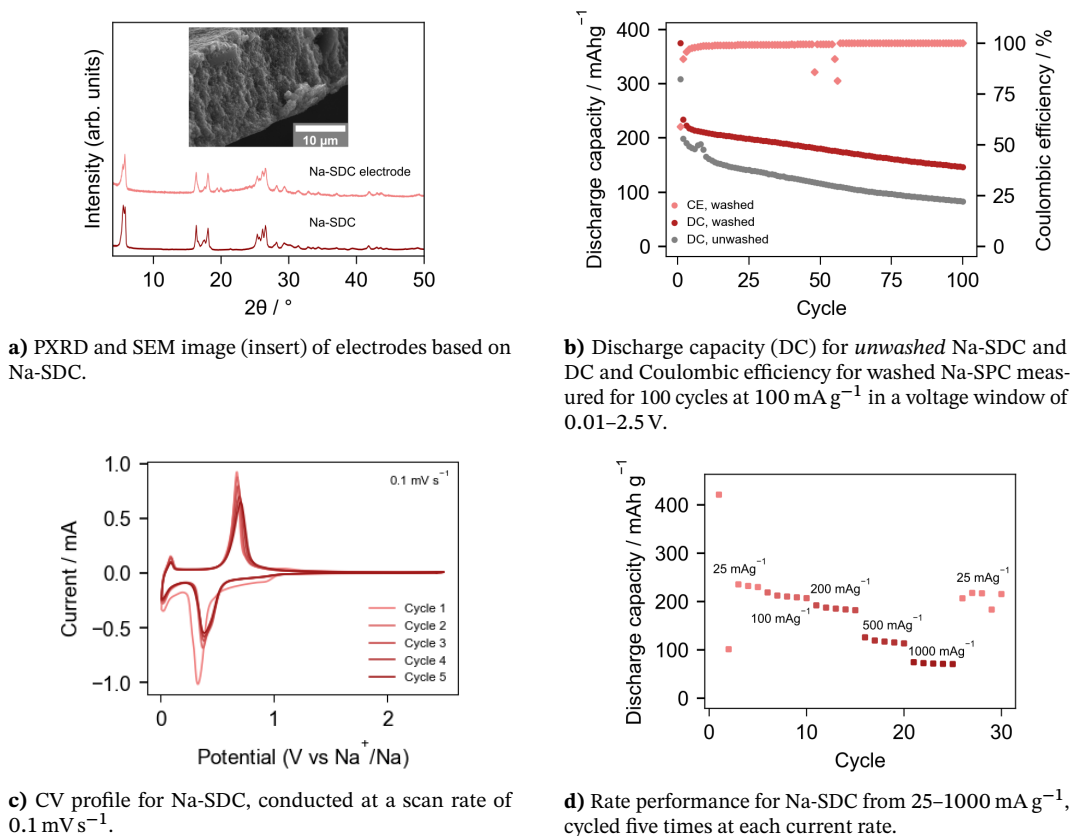 Intensity (arb. units)
10 μm
Na-SDC electrode
Na-SDC
10 20 30 40 50
2θ / °
a) PXRD and SEM image (insert) of electrodes based on
Na-SDC.
Discharge capacity / mAhg⁻¹
400
300
200
100
0
CE, washed
DC, washed
DC, unwashed
100
75
50
25
0
Coulombic efficiency / %
0 25 50 75 100
Cycle
b) Discharge capacity (DC) for unwashed Na-SDC and
DC and Coulombic efficiency for washed Na-SPC meas-
ured for 100 cycles at 100 mA g⁻¹ in a voltage window of
0.01–2.5 V.
Current / mA
1.0
0.5
0.0
−0.5
−1.0
0.1 mV s⁻¹
Cycle 1
Cycle 2
Cycle 3
Cycle 4
Cycle 5
0 1 2
Potential (V vs Na⁺/Na)
c) CV profile for Na-SDC, conducted at a scan rate of
0.1 mV s⁻¹.
Discharge capacity / mAh g⁻¹
400
300
200
100
0
25 mAg⁻¹
100 mAg⁻¹
200 mAg⁻¹
500 mAg⁻¹
1000 mAg⁻¹
25 mAg⁻¹
0 10 20 30
Cycle
d) Rate performance for Na-SDC from 25–1000 mA g⁻¹,
cycled five times at each current rate.